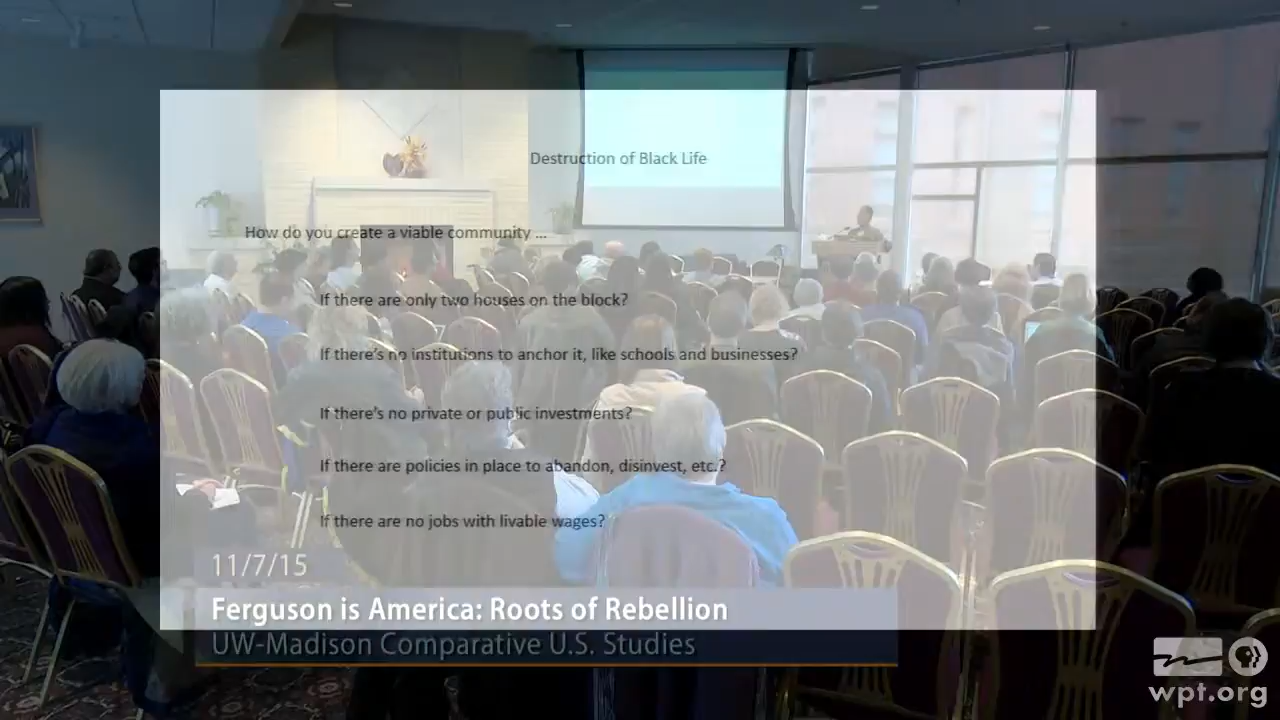 Destruction of Black Life
How do you create a viable community ...
If there are only two houses on the block?
If there's no institutions to anchor it, like schools and businesses?
If there's no private or public investments?
If there are policies in place to abandon, disinvest, etc.?
If there are no jobs with livable wages?
11/7/15
Ferguson is America: Roots of Rebellion
UW-Madison Comparative U.S. Studies
wpt.org